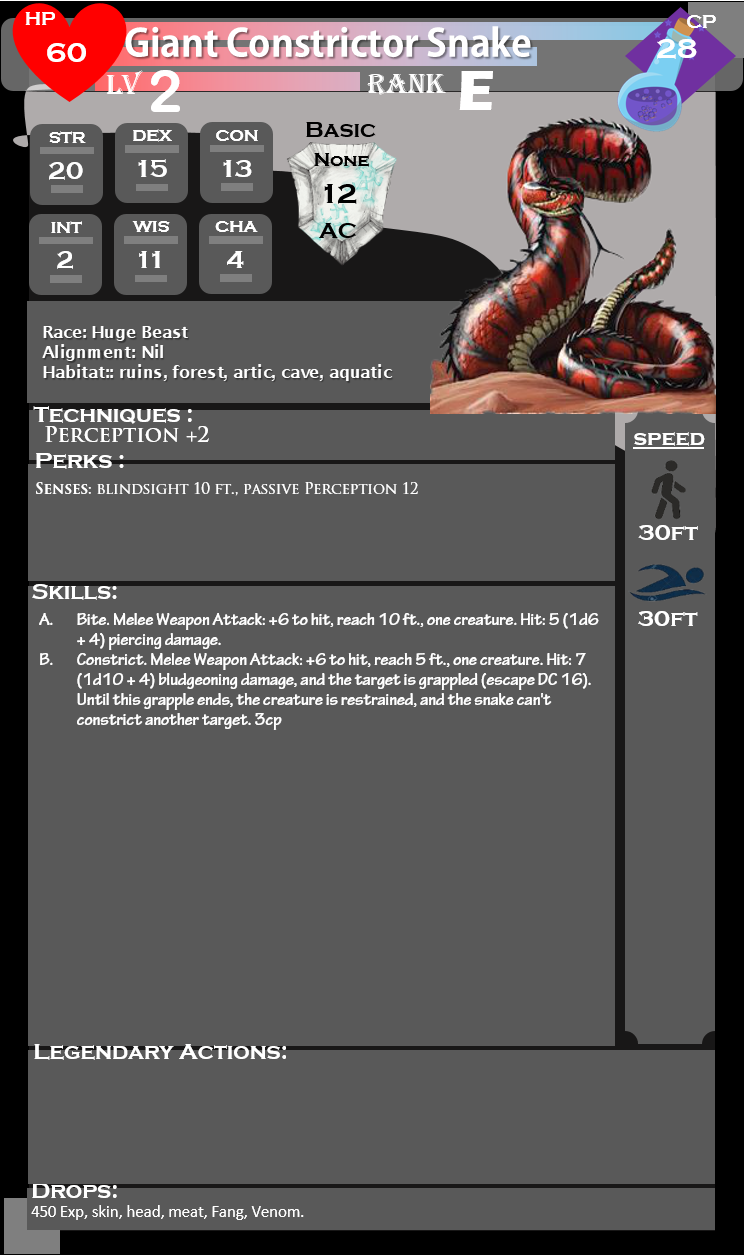 HP
60
Giant Constrictor Snake
CP
28
LV 2
RANK E
STR
20
DEX
15
CON
13
INT
2
WIS
11
CHA
4
Basic
None
12
AC
Race: Huge Beast
Alignment: Nil
Habitat:: ruins, forest, artic, cave, aquatic
Techniques :
Perception +2
Perks :
Senses: blindsight 10 ft., passive Perception 12
SPEED
30FT
30FT
Skills:
A. Bite. Melee Weapon Attack: +6 to hit, reach 10 ft., one creature. Hit: 5 (1d6
+ 4) piercing damage.
B. Constrict. Melee Weapon Attack: +6 to hit, reach 5 ft., one creature. Hit: 7
(1d10 + 4) bludgeoning damage, and the target is grappled (escape DC 16).
Until this grapple ends, the creature is restrained, and the snake can't
constrict another target. 3cp
Legendary Actions:
Drops:
450 Exp, skin, head, meat, Fang, Venom.